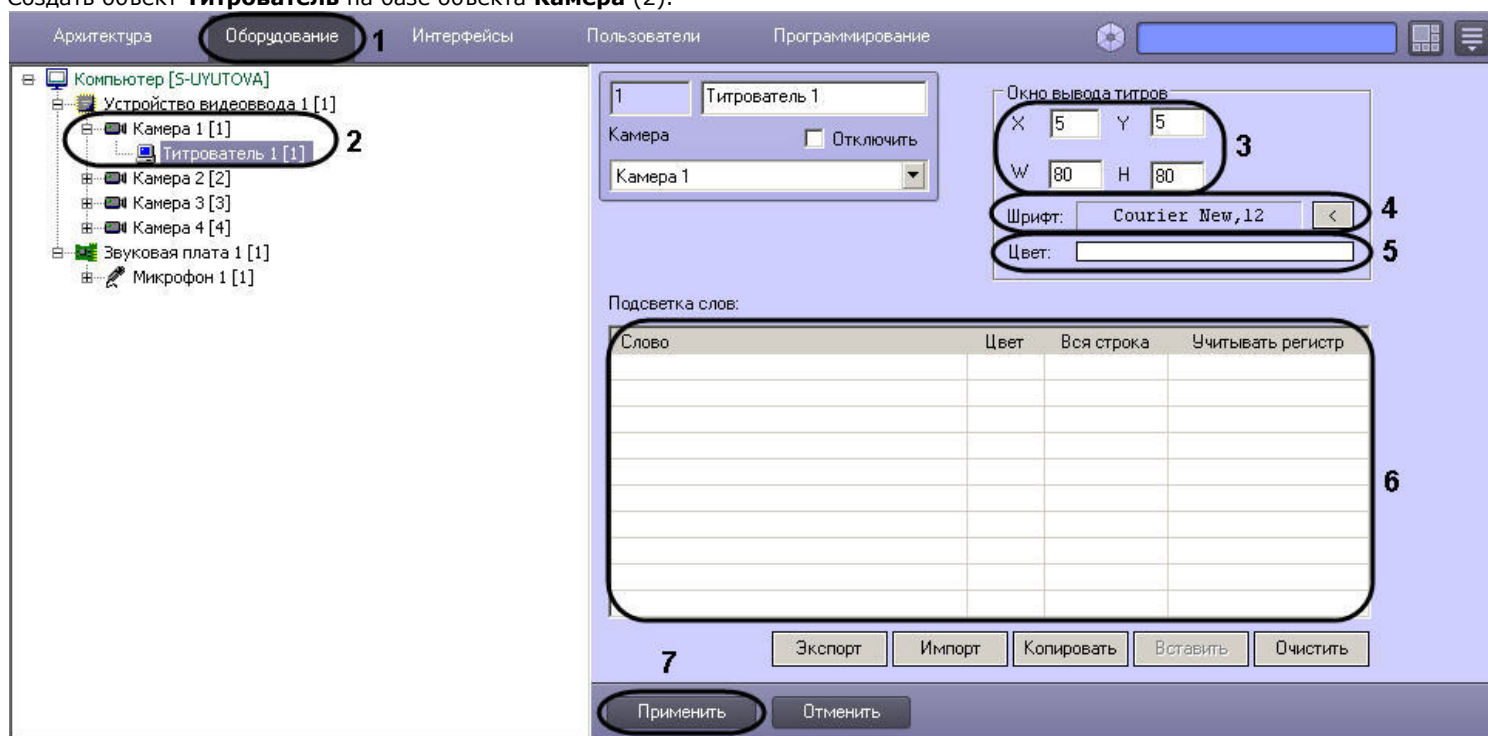 Создать объект Титрователь на базе объекта Камера (2).
Архитектура Оборудование 1 Интерфейсы Пользователи Программирование
Компьютер [S-UYUTOVA]
Устройство видеоввода 1 [1]
Камера 1 [1]
Титрователь 1 [1]
2
Камера 2 [2]
Камера 3 [3]
Камера 4 [4]
Звуковая плата 1 [1]
Микрофон 1 [1]
1 Титрователь 1
Камера Отключить
Камера 1
Окно вывода титров
X 5 Y 5
3
W 80 H 80
Шрифт: Courier New,12 < 4
Цвет: 5
Подсветка слов:
Слово Цвет Вся строка Учитывать регистр
6
Экспорт Импорт Копировать Вставить Очистить
7
Применить Отменить